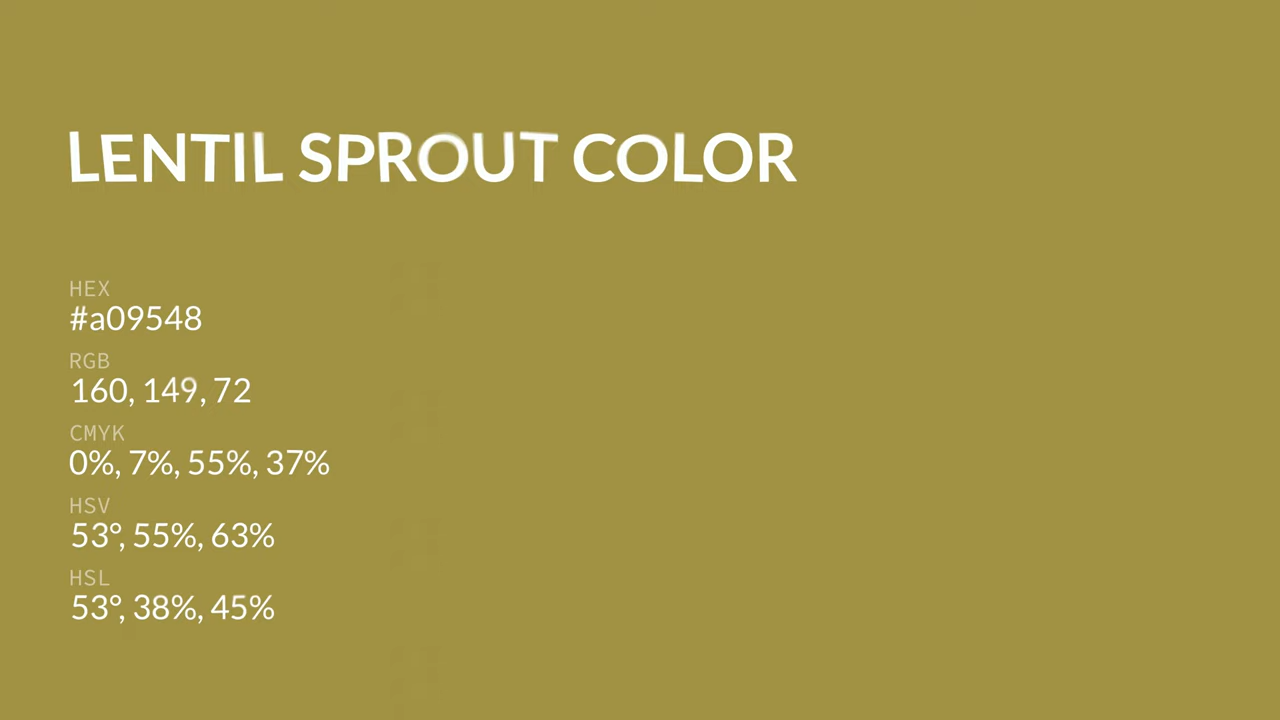 LENTIL SPROUT COLOR
HEX
#a09548
RGB
160, 149, 72
CMYK
0%, 7%, 55%, 37%
HSV
53°, 55%, 63%
HSL
53°, 38%, 45%